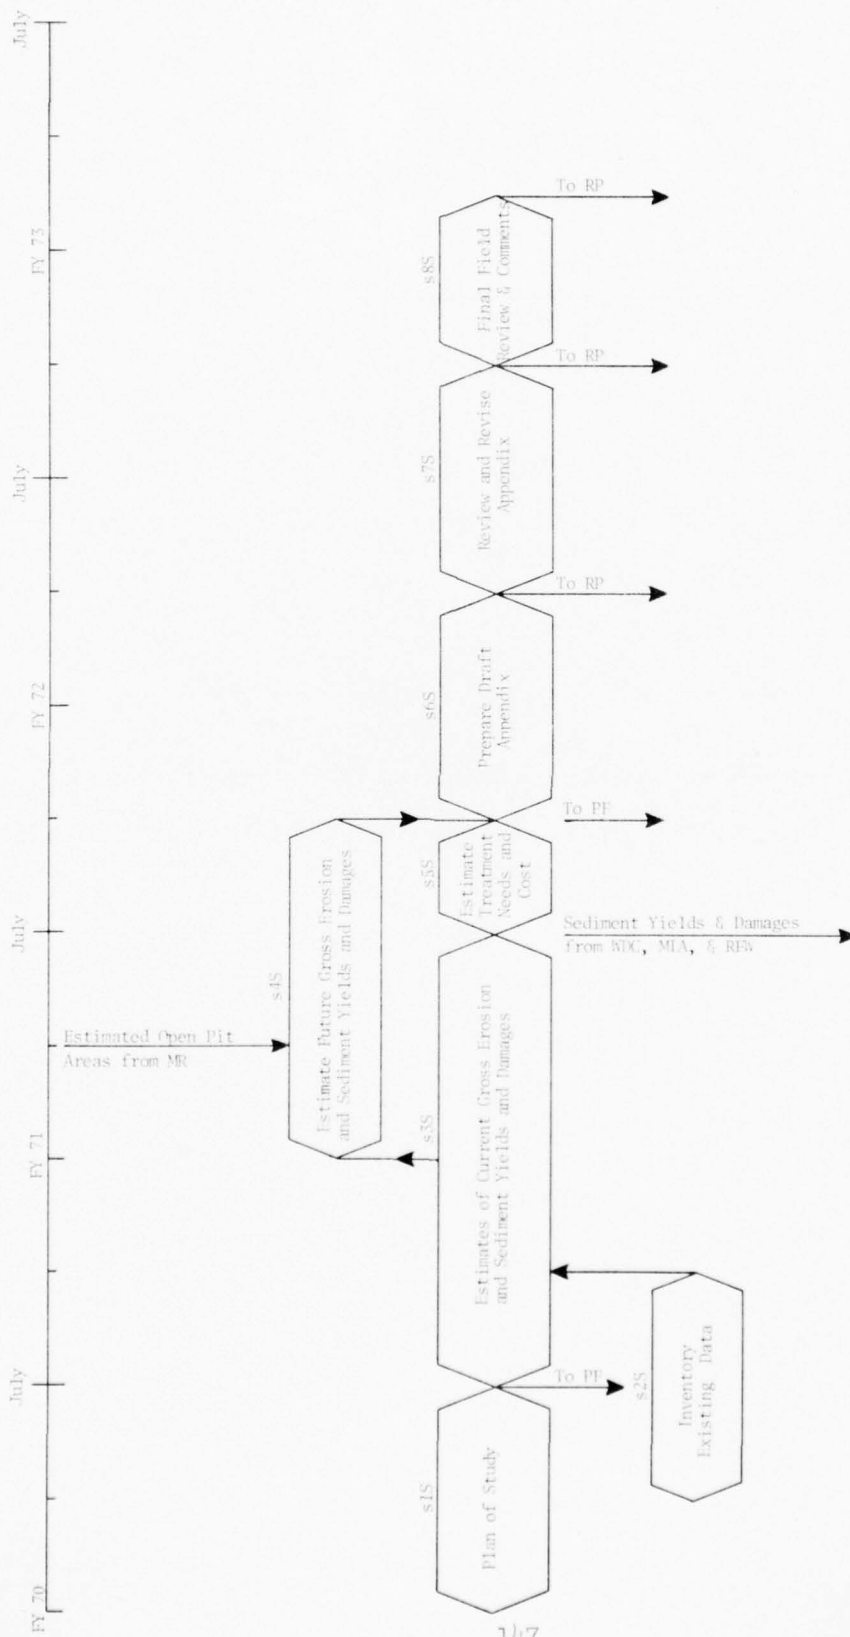 FY 70
July
FY 71
July
FY 72
July
FY 73
July
s1S
Plan of Study
To PF
s2S
Inventory
Existing Data
s3S
Estimates of Current Gross Erosion
and Sediment Yields and Damages
Estimated Open Pit
Areas from MR
s4S
Estimate Future Gross Erosion
and Sediment Yields and Damages
Sediment Yields & Damages
from WDC, MIA, & RFW
s5S
Estimate
Treatment
Needs and
Cost
To PF
s6S
Prepare Draft
Appendix
To RP
s7S
Review and Revise
Appendix
To RP
s8S
Final Field
Review & Comments
To RP
147